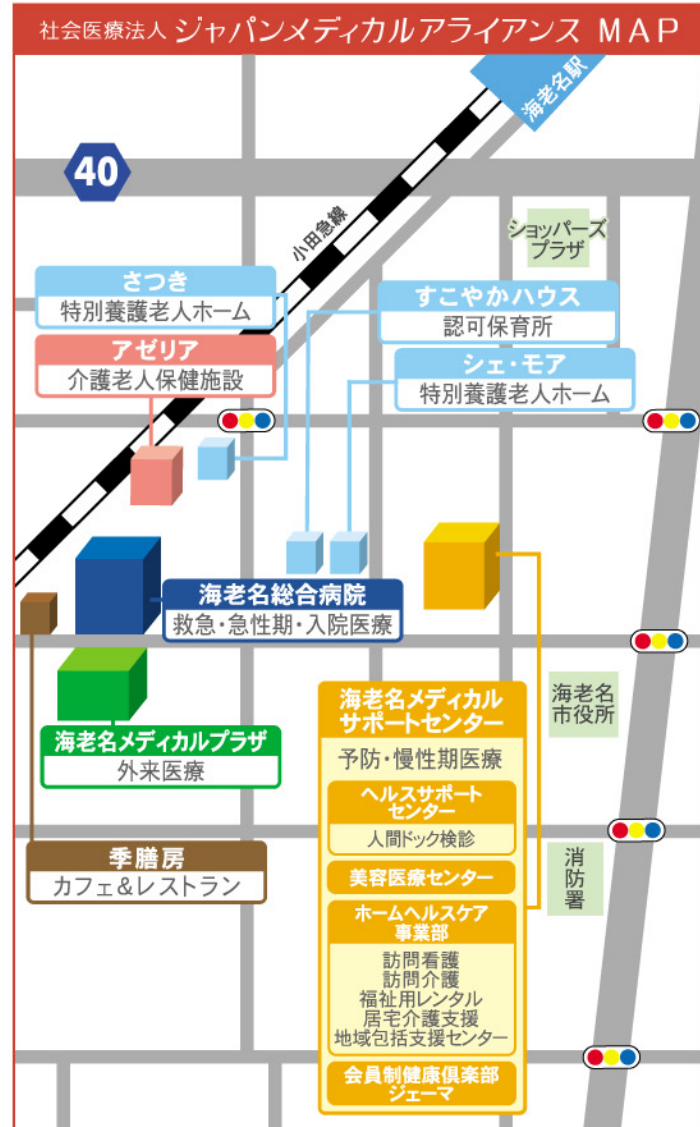 社会医療法人 ジャパンメディカルアライアンス MAP
海老名駅
40
小田急線
ショッパーズ
プラザ
さつき
特別養護老人ホーム
すこやかハウス
認可保育所
アゼリア
介護老人保健施設
シェ・モア
特別養護老人ホーム
海老名総合病院
救急・急性期・入院医療
海老名メディカルプラザ
外来医療
季膳房
カフェ&レストラン
海老名メディカル
サポートセンター
予防・慢性期医療
ヘルスサポート
センター
人間ドック検診
美容医療センター
ホームヘルスケア
事業部
訪問看護
訪問介護
福祉用レンタル
居宅介護支援
地域包括支援センター
会員制健康倶楽部
ジェーマ
海老名
市役所
消防署